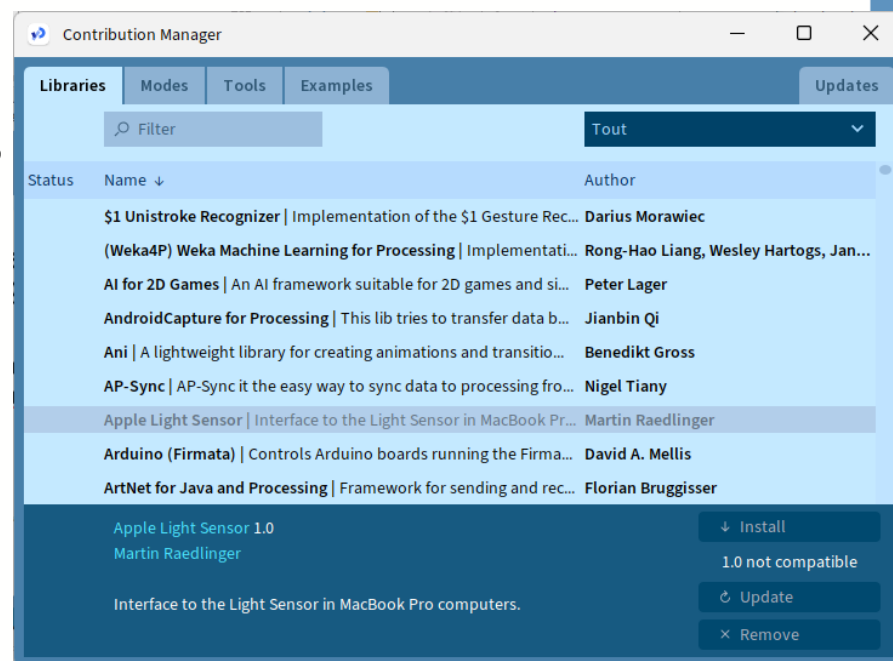 Contribution Manager
Libraries Modes Tools Examples Updates
Filter Tout
Status Name ↓ Author
$1 Unistroke Recognizer | Implementation of the $1 Gesture Rec... Darius Morawiec
(Weka4P) Weka Machine Learning for Processing | Implementati... Rong-Hao Liang, Wesley Hartogs, Jan...
AI for 2D Games | An AI framework suitable for 2D games and si... Peter Lager
AndroidCapture for Processing | This lib tries to transfer data b... Jianbin Qi
Ani | A lightweight library for creating animations and transitio... Benedikt Gross
AP-Sync | AP-Sync it the easy way to sync data to processing fro... Nigel Tiany
Apple Light Sensor | Interface to the Light Sensor in MacBook Pr... Martin Raedlinger
Arduino (Firmata) | Controls Arduino boards running the Firma... David A. Mellis
ArtNet for Java and Processing | Framework for sending and rec... Florian Bruggisser
Apple Light Sensor 1.0
Martin Raedlinger
Interface to the Light Sensor in MacBook Pro computers.
↓ Install
1.0 not compatible
Update
× Remove